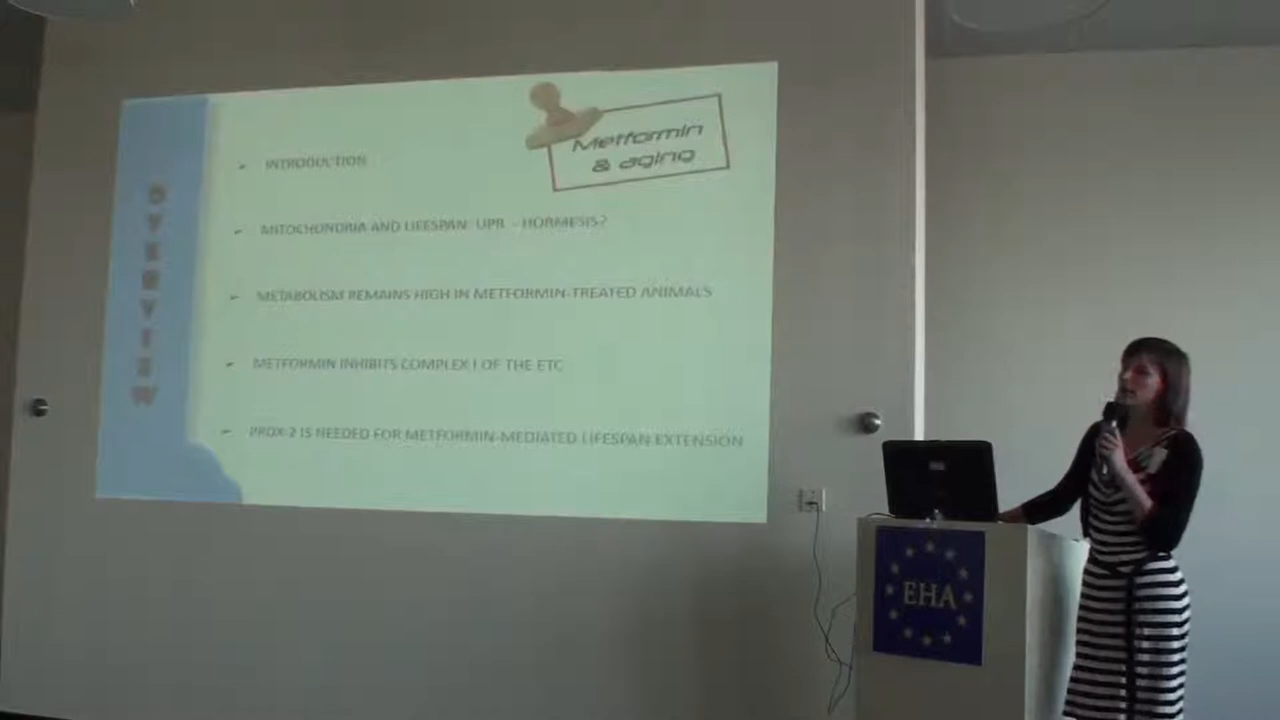 Metformin
& aging
OVERVIEW
INTRODUCTION
MITOCHONDRIA AND LIFESPAN: UPR - HORMESIS?
METABOLISM REMAINS HIGH IN METFORMIN-TREATED ANIMALS
METFORMIN INHIBITS COMPLEX I OF THE ETC
PRDX-2 IS NEEDED FOR METFORMIN-MEDIATED LIFESPAN EXTENSION
EHA